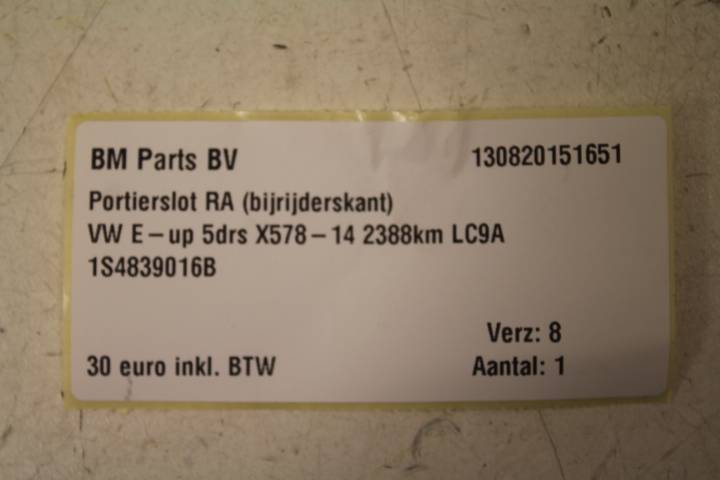 BM Parts BV 130820151651
Portierslot RA (bijrijderskant)
VW E-up 5drs X578-14 2388km LC9A
1S4839016B
Verz: 8
30 euro inkl. BTW Aantal: 1